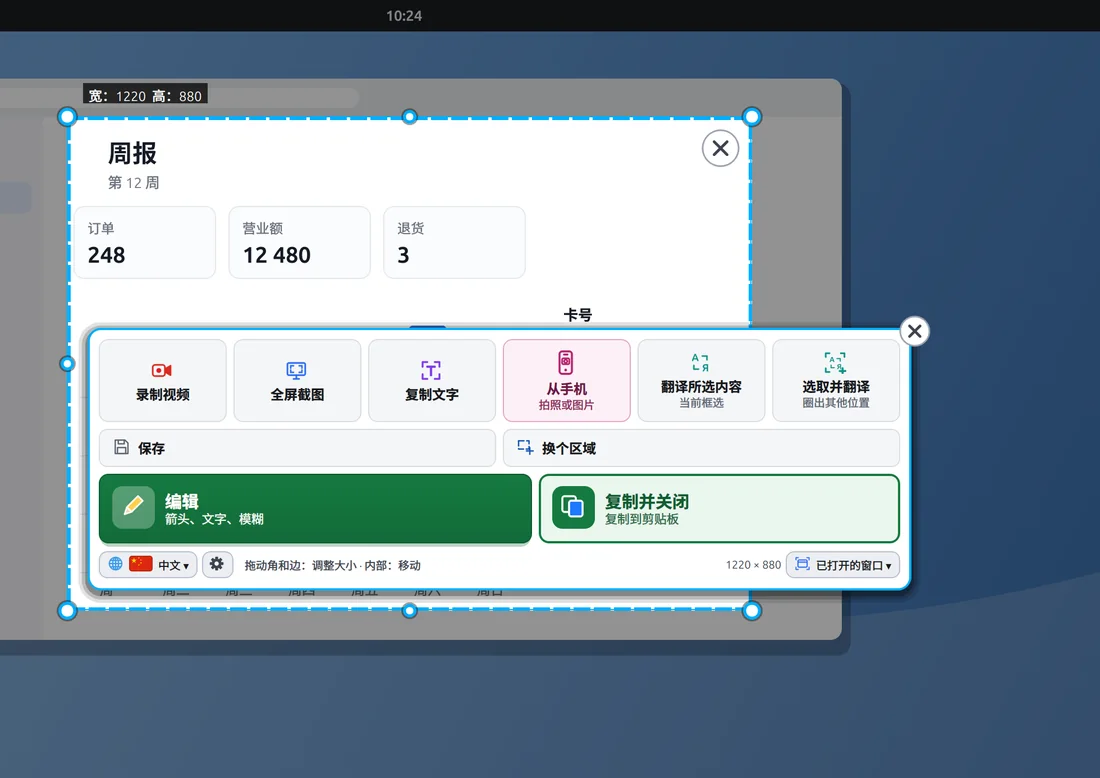 10:24
宽：1220 高：880
周报
第 12 周
订单
248
营业额
12 480
退货
3
卡号
录制视频
全屏截图
复制文字
从手机
拍照或图片
翻译所选内容
当前框选
选取并翻译
圈出其他位置
保存
换个区域
编辑
箭头、文字、模糊
复制并关闭
复制到剪贴板
中文
拖动角和边：调整大小 · 内部：移动
1220 × 880
已打开的窗口